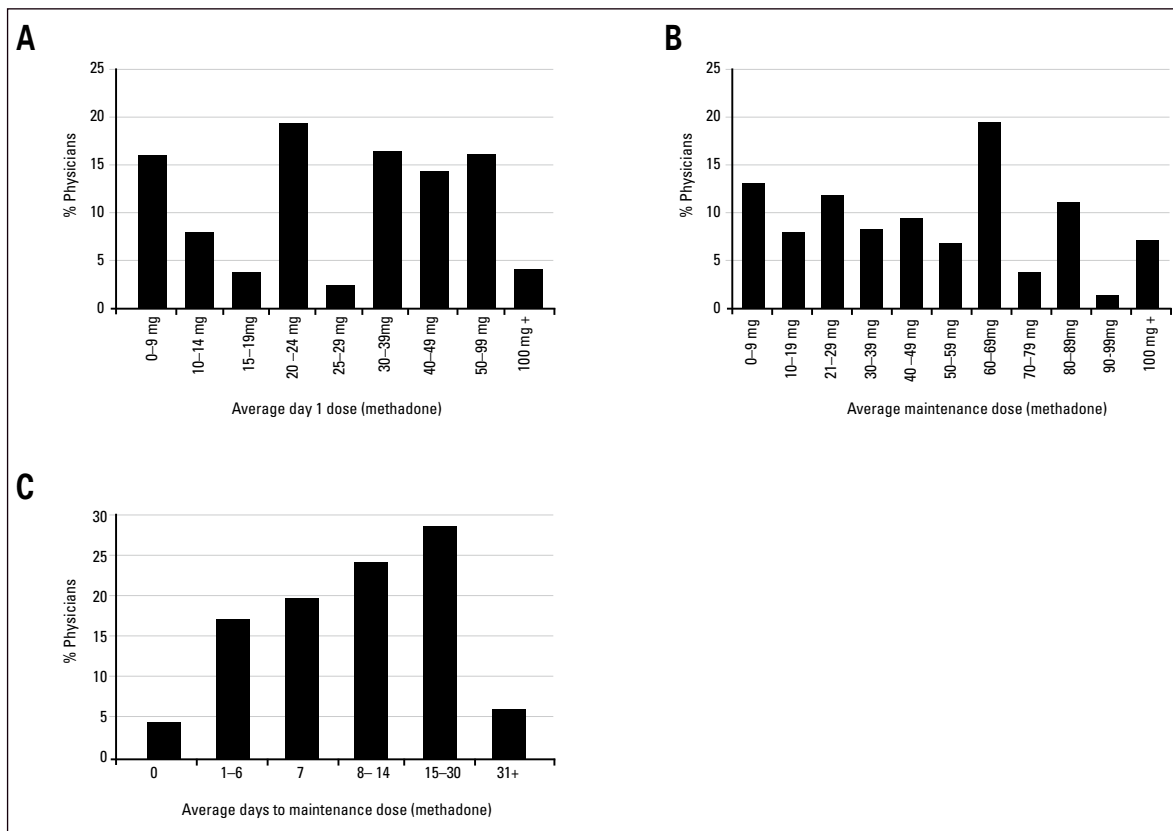 A
25
20
15
10
5
0
% Physicians
0–9 mg
10–14 mg
15–19mg
20 –24 mg
25–29 mg
30–39mg
40–49 mg
50–99 mg
100 mg +
Average day 1 dose (methadone)
B
25
20
15
10
5
0
% Physicians
0–9 mg
10–19 mg
21–29 mg
30–39 mg
40 –49 mg
50–59 mg
60–69mg
70–79 mg
80–89mg
90-99mg
100 mg +
Average maintenance dose (methadone)
C
30
25
20
15
10
5
0
% Physicians
0
1–6
7
8– 14
15–30
31+
Average days to maintenance dose (methadone)